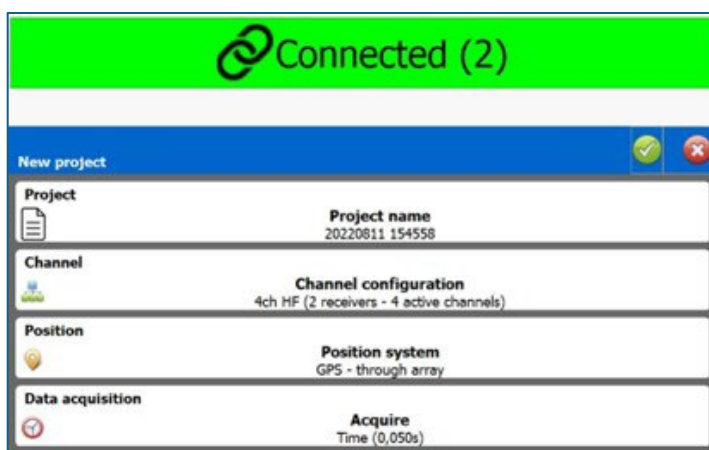 Connected (2)
New project
Project
Project name
20220811 154558
Channel
Channel configuration
4ch HF (2 receivers - 4 active channels)
Position
Position system
GPS - through array
Data acquisition
Acquire
Time (0,050s)